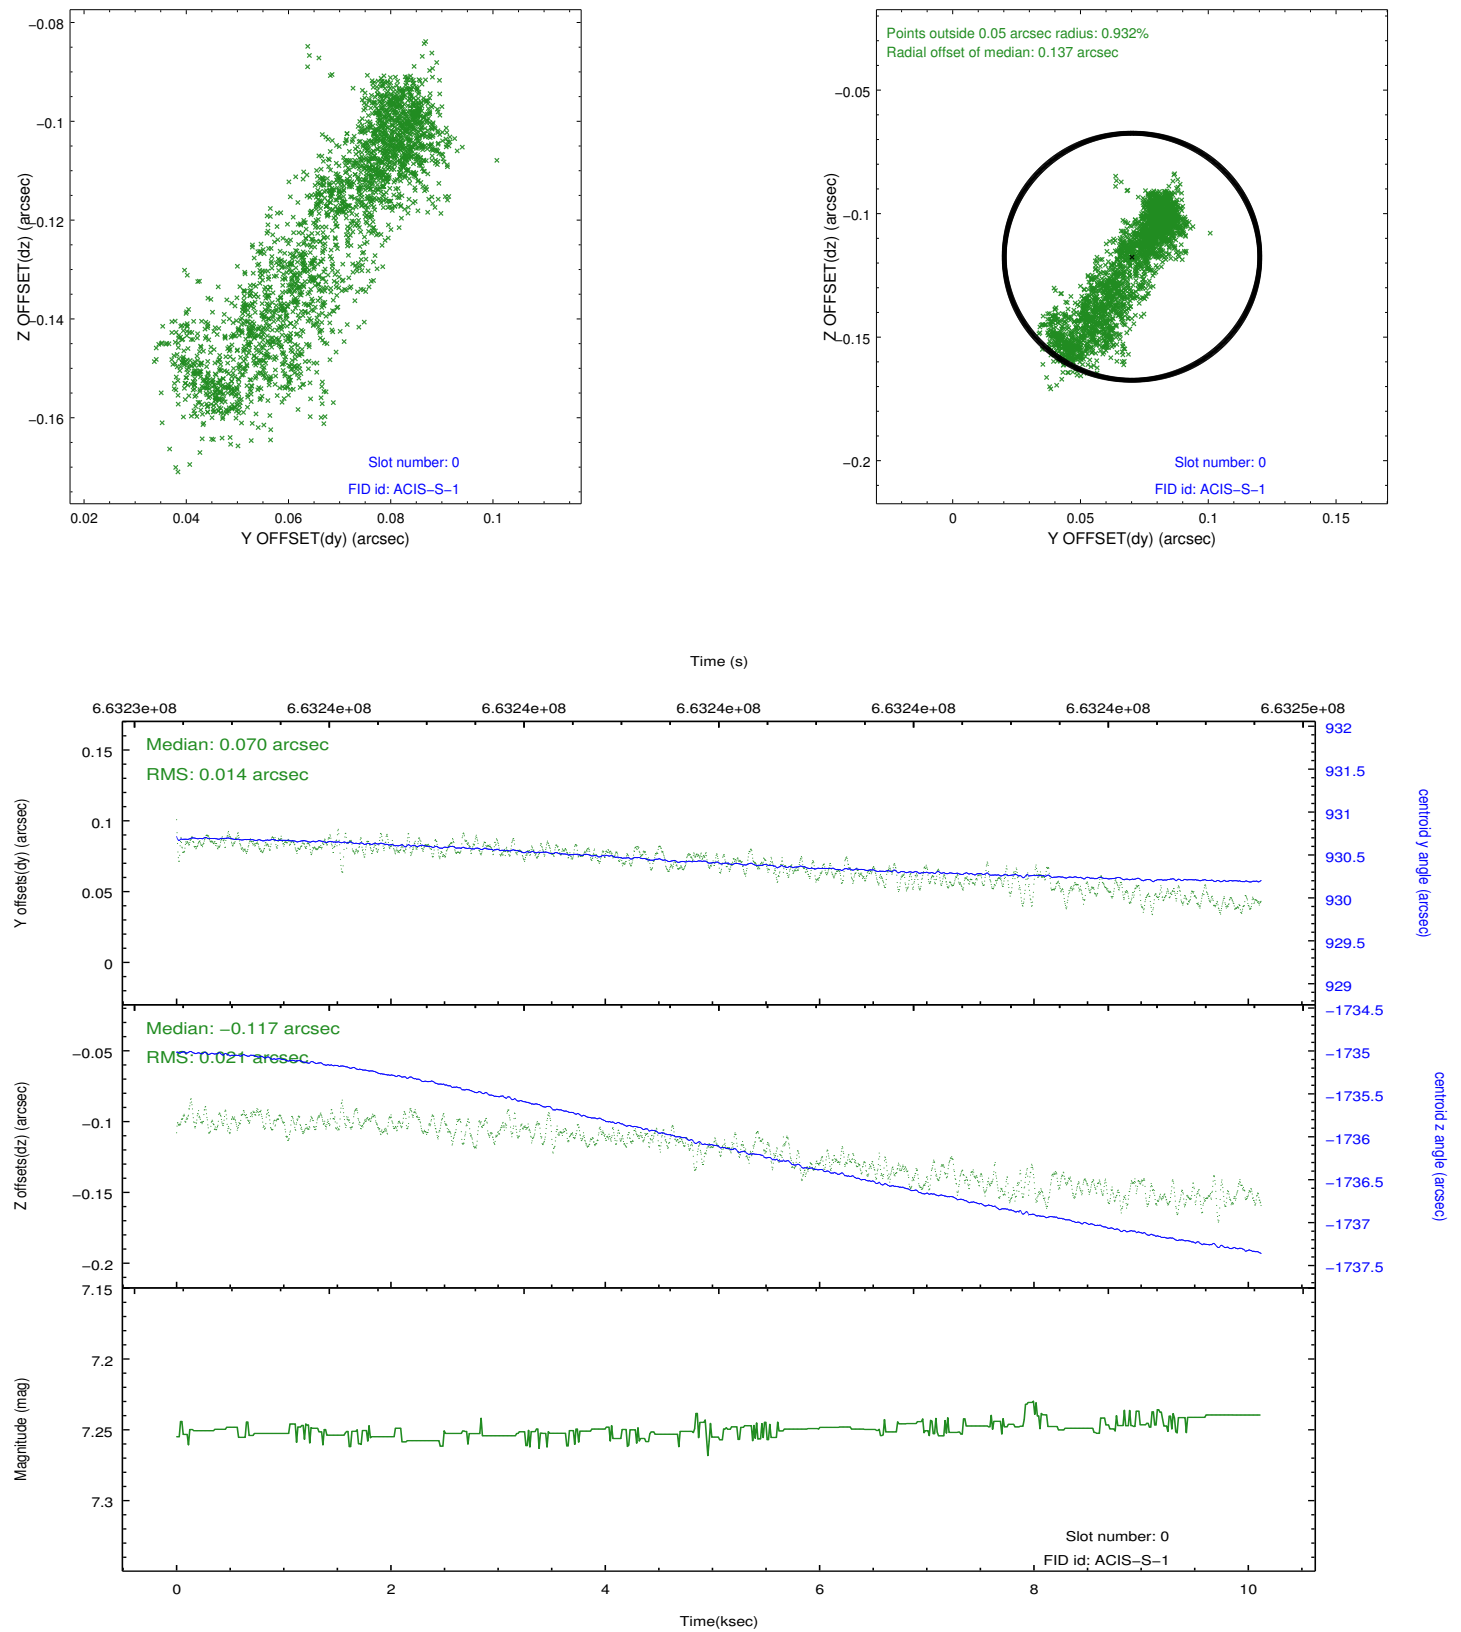 −0.08
−0.1
−0.12
−0.14
−0.16
Z OFFSET(dz) (arcsec)
Slot number: 0
FID id: ACIS−S−1
0.02 0.04 0.06 0.08 0.1
Y OFFSET(dy) (arcsec)
Points outside 0.05 arcsec radius: 0.932%
Radial offset of median: 0.137 arcsec
−0.05
−0.1
−0.15
−0.2
Z OFFSET(dz) (arcsec)
Slot number: 0
FID id: ACIS−S−1
0 0.05 0.1 0.15
Y OFFSET(dy) (arcsec)
Time (s)
6.6323e+08 6.6324e+08 6.6324e+08 6.6324e+08 6.6324e+08 6.6324e+08 6.6325e+08
Median: 0.070 arcsec
RMS: 0.014 arcsec
0.15
0.1
0.05
0
Y offsets(dy) (arcsec)
932
931.5
931
930.5
930
929.5
929
centroid y angle (arcsec)
Median: −0.117 arcsec
RMS: 0.021 arcsec
−0.05
−0.1
−0.15
−0.2
Z offsets(dz) (arcsec)
−1734.5
−1735
−1735.5
−1736
−1736.5
−1737
−1737.5
centroid z angle (arcsec)
7.15
7.2
7.25
7.3
Magnitude (mag)
Slot number: 0
FID id: ACIS−S−1
0 2 4 6 8 10
Time(ksec)